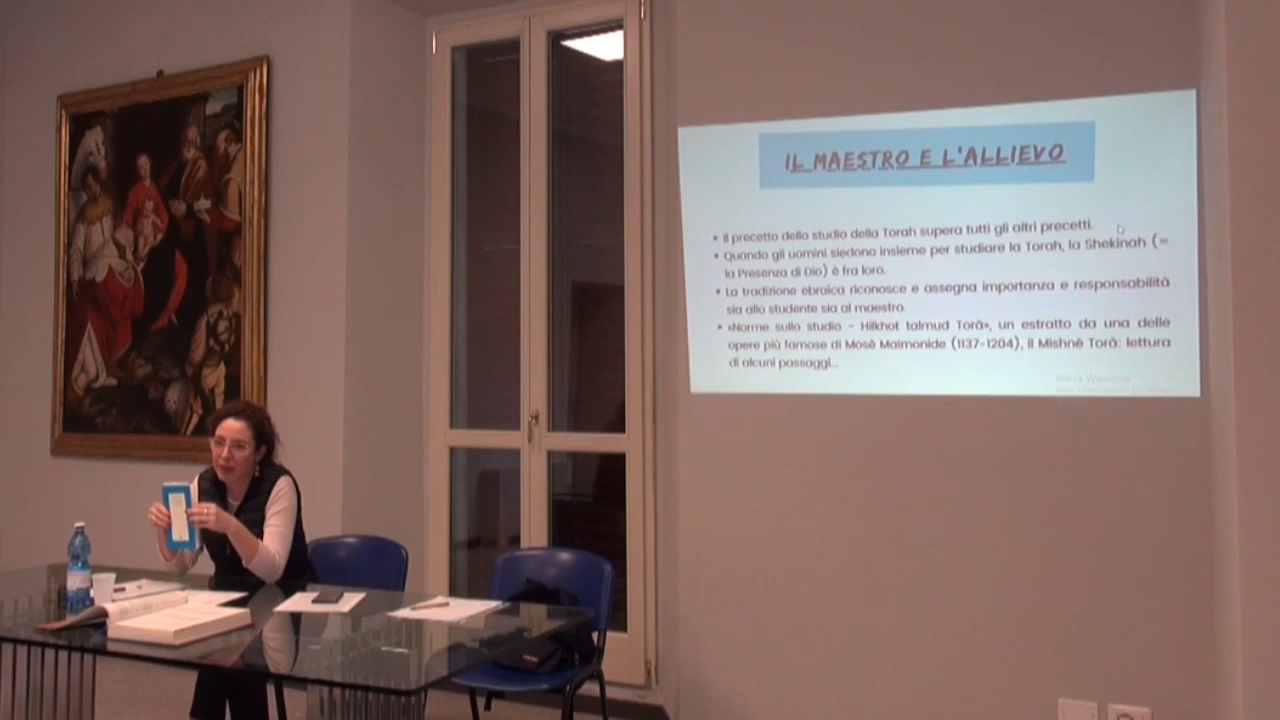 IL MAESTRO E L'ALLIEVO
• Il precetto dello studio della Torah supera tutti gli altri precetti.
• Quando gli uomini siedono insieme per studiare la Torah, la Shekinah (=
la Presenza di Dio) è fra loro.
• La tradizione ebraica riconosce e assegna importanza e responsabilità
sia allo studente sia al maestro.
• «Norme sullo studio - Hilkhot talmud Torà», un estratto da una delle
opere più famose di Mosè Maimonide (1137-1204), il Mishnè Torà: lettura
di alcuni passaggi...